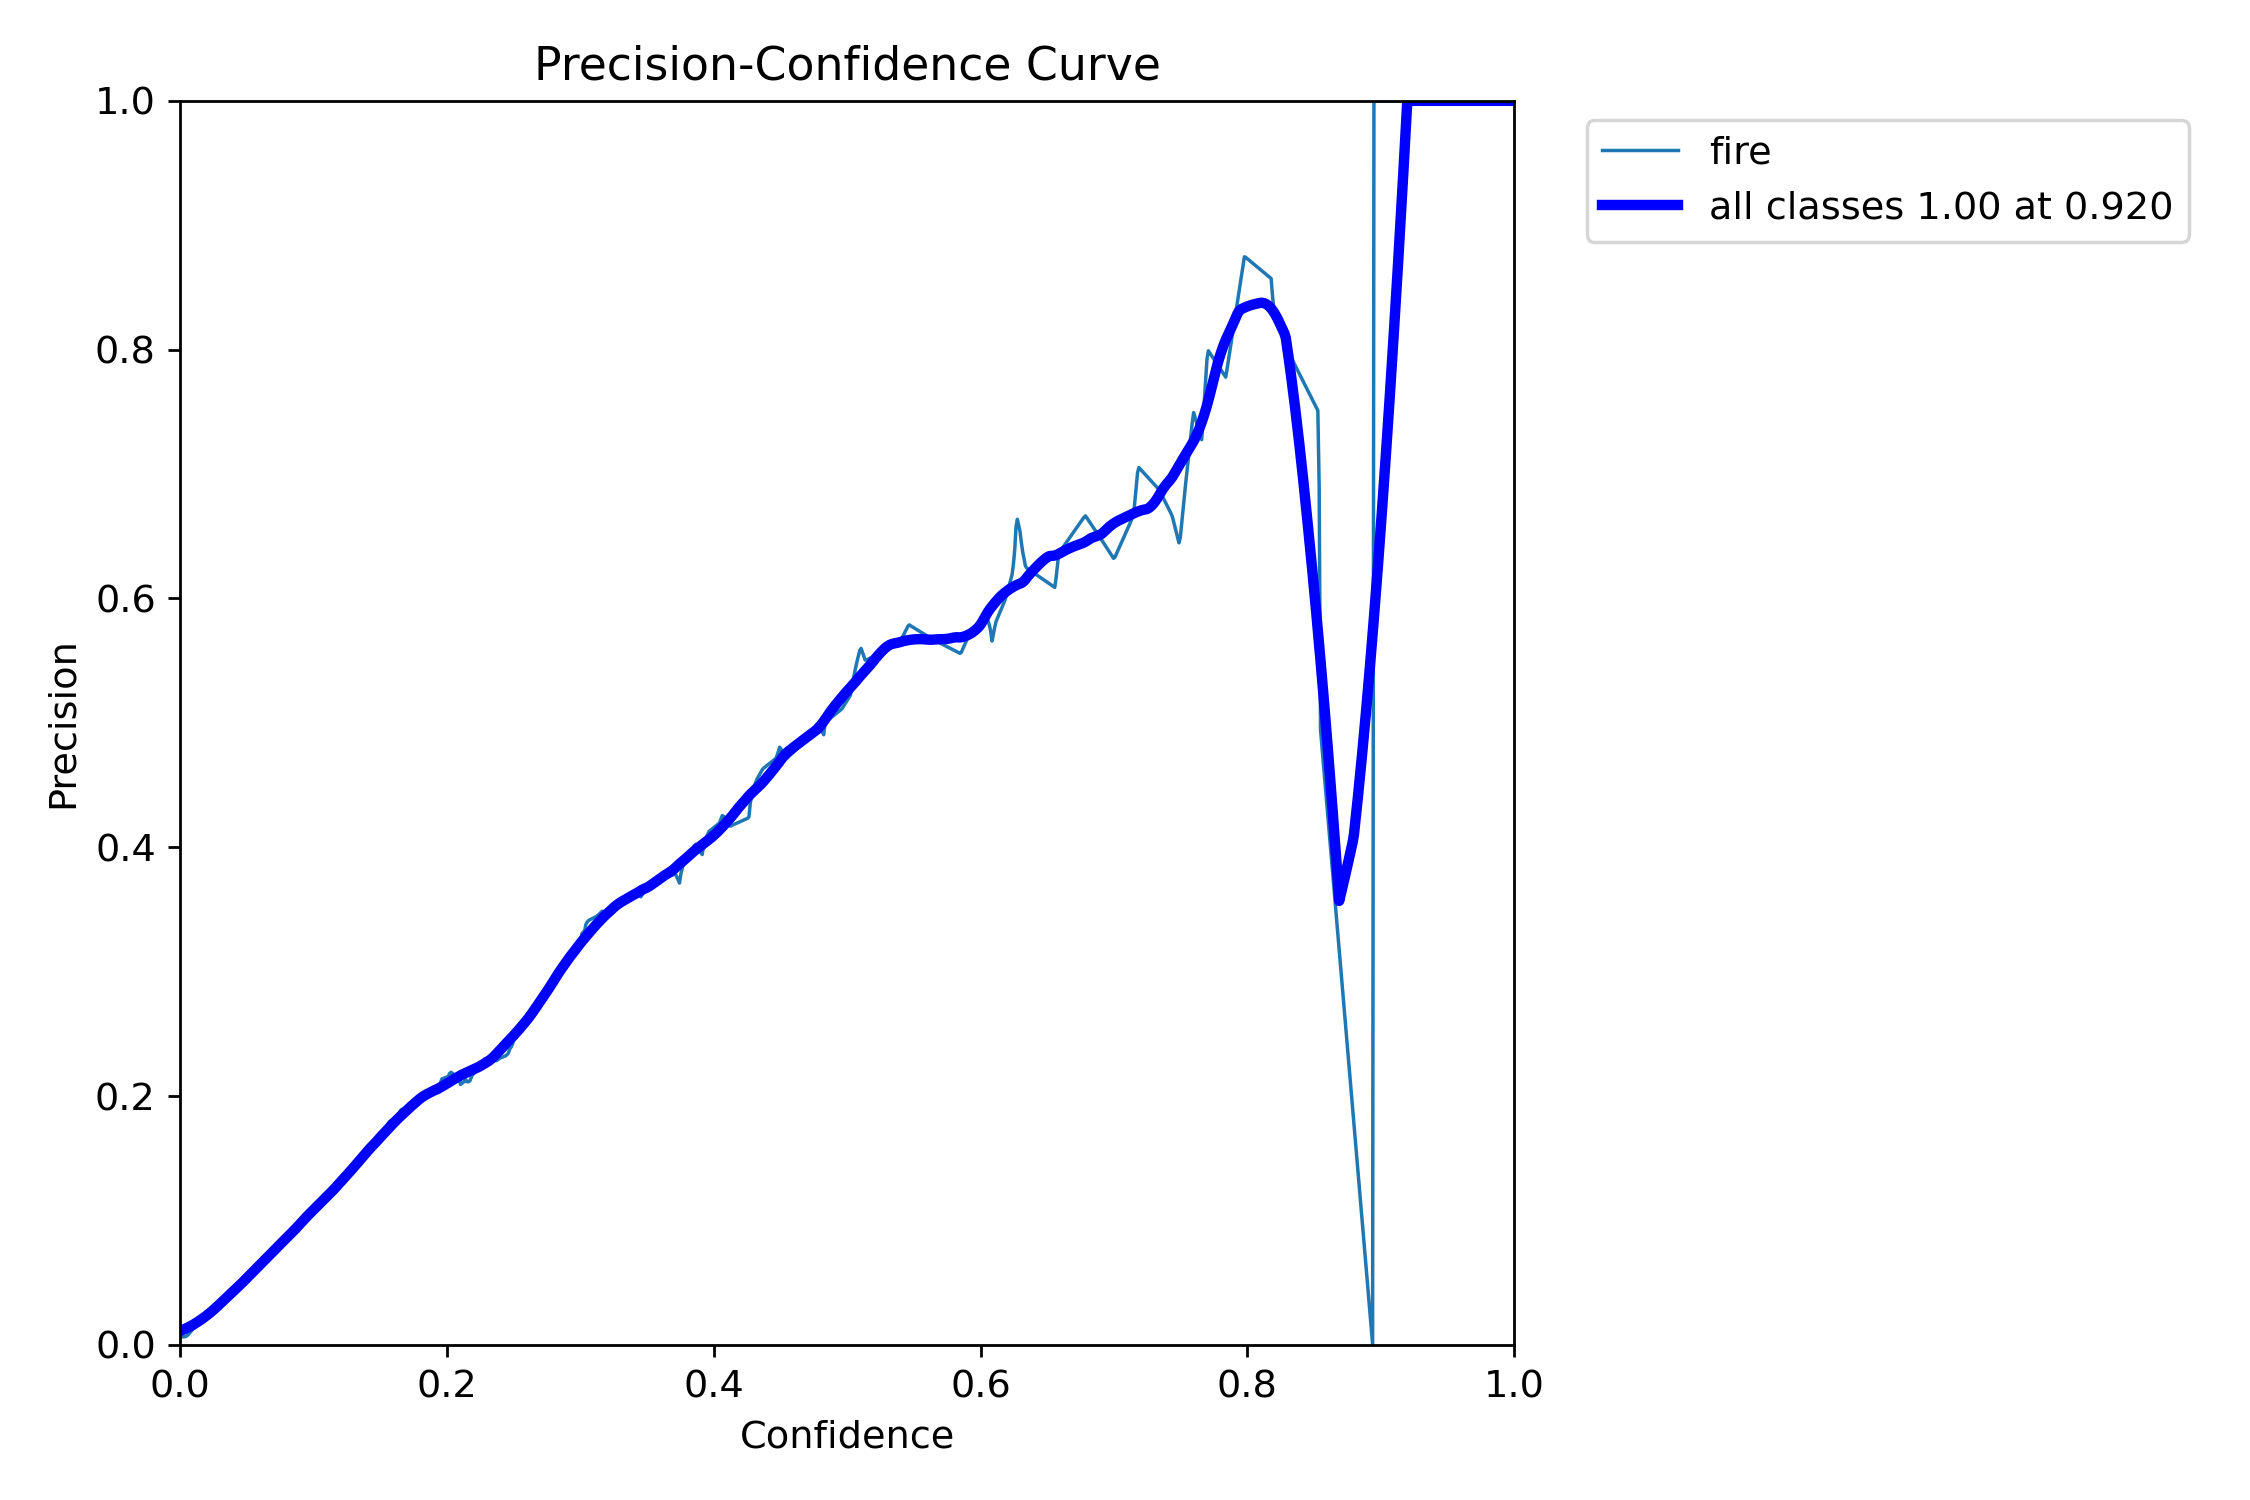 Precision-Confidence Curve
fire
all classes 1.00 at 0.920
1.0
0.8
0.6
0.4
0.2
0.0
Precision
0.0 0.2 0.4 0.6 0.8 1.0
Confidence